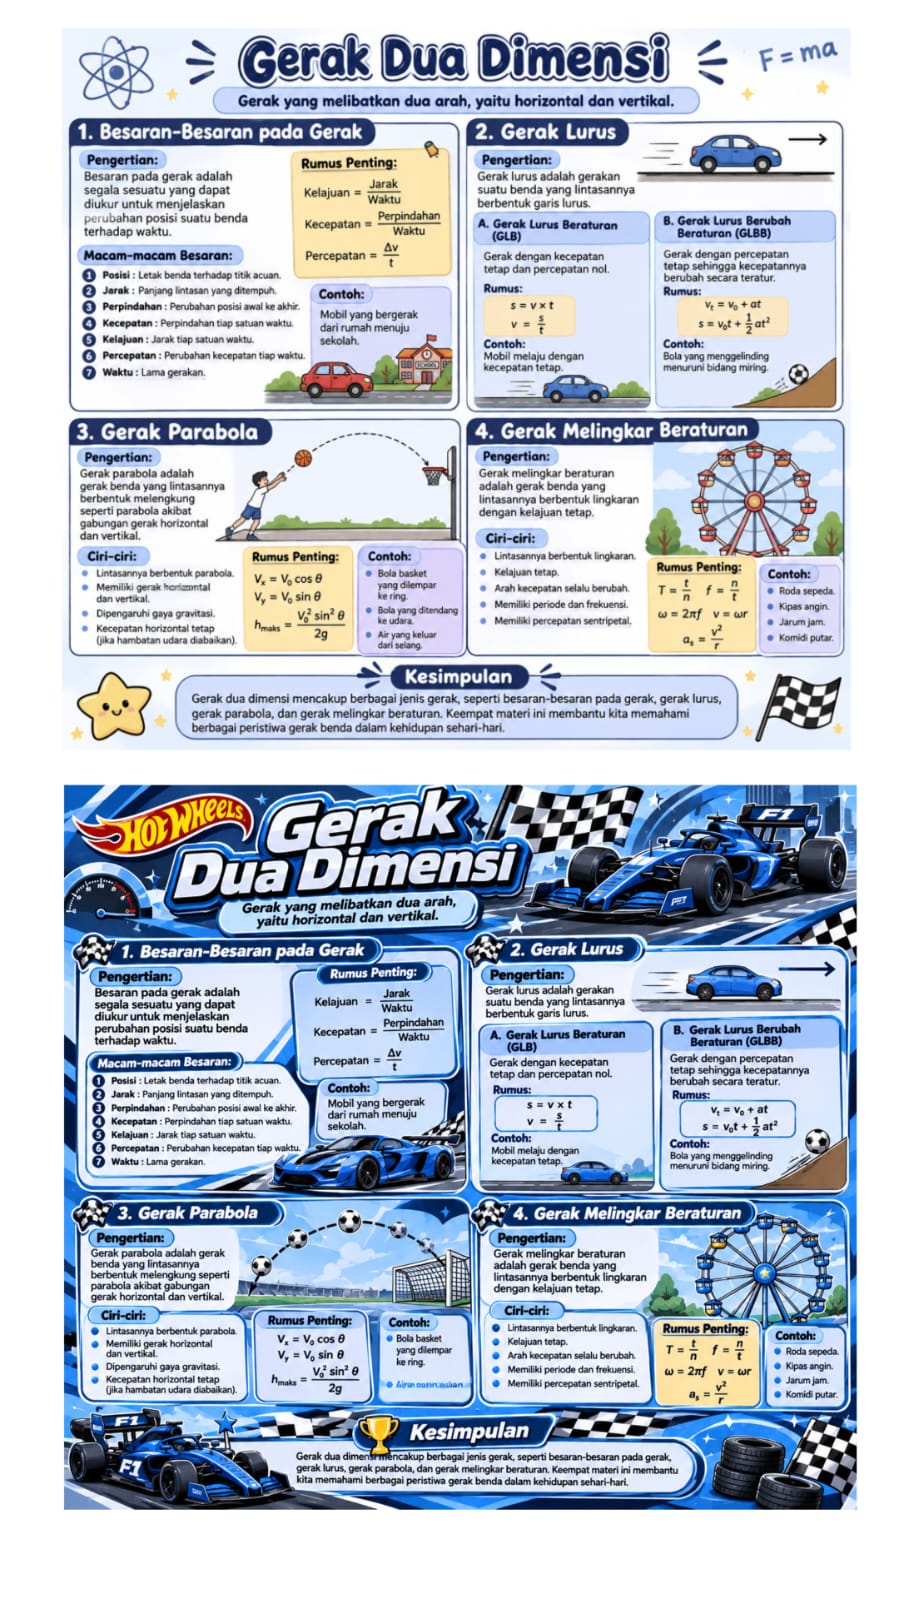 Gerak Dua Dimensi
F = ma
Gerak yang melibatkan dua arah, yaitu horizontal dan vertikal.
1. Besaran-Besaran pada Gerak
Pengertian:
Besaran pada gerak adalah
segala sesuatu yang dapat
diukur untuk menjelaskan
perubahan posisi suatu benda
terhadap waktu.
Rumus Penting:
Kelajuan = Jarak / Waktu
Kecepatan = Perpindahan / Waktu
Percepatan = Δv / t
Macam-macam Besaran:
1 Posisi : Letak benda terhadap titik acuan.
2 Jarak : Panjang lintasan yang ditempuh.
3 Perpindahan : Perubahan posisi awal ke akhir.
4 Kecepatan : Perpindahan tiap satuan waktu.
5 Kelajuan : Jarak tiap satuan waktu.
6 Percepatan : Perubahan kecepatan tiap waktu.
7 Waktu : Lama gerakan.
Contoh:
Mobil yang bergerak
dari rumah menuju
sekolah.
SCHOOL
2. Gerak Lurus
Pengertian:
Gerak lurus adalah gerakan
suatu benda yang lintasannya
berbentuk garis lurus.
A. Gerak Lurus Beraturan
(GLB)
Gerak dengan kecepatan
tetap dan percepatan nol.
Rumus:
s = v x t
v = s / t
Contoh:
Mobil melaju dengan
kecepatan tetap.
B. Gerak Lurus Berubah
Beraturan (GLBB)
Gerak dengan percepatan
tetap sehingga kecepatannya
berubah secara teratur.
Rumus:
vₜ = v₀ + at
s = v₀t + 1/2 at²
Contoh:
Bola yang menggelinding
menuruni bidang miring.
3. Gerak Parabola
Pengertian:
Gerak parabola adalah
gerak benda yang lintasannya
berbentuk melengkung
seperti parabola akibat
gabungan gerak horizontal
dan vertikal.
Ciri-ciri:
Lintasannya berbentuk parabola.
Memiliki gerak horizontal
dan vertikal.
Dipengaruhi gaya gravitasi.
Kecepatan horizontal tetap
(jika hambatan udara diabaikan).
Rumus Penting:
Vₓ = V₀ cos θ
Vᵧ = V₀ sin θ
hmaks = V₀² sin² θ / 2g
Contoh:
Bola basket
yang dilempar
ke ring.
Bola yang ditendang
ke udara.
Air yang keluar
dari selang.
4. Gerak Melingkar Beraturan
Pengertian:
Gerak melingkar beraturan
adalah gerak benda yang
lintasannya berbentuk lingkaran
dengan kelajuan tetap.
Ciri-ciri:
Lintasannya berbentuk lingkaran.
Kelajuan tetap.
Arah kecepatan selalu berubah.
Memiliki periode dan frekuensi.
Memiliki percepatan sentripetal.
Rumus Penting:
T = t / n f = n / t
ω = 2πf v = ωr
aₛ = v² / r
Contoh:
Roda sepeda.
Kipas angin.
Jarum jam.
Komidi putar.
Kesimpulan
Gerak dua dimensi mencakup berbagai jenis gerak, seperti besaran-besaran pada gerak, gerak lurus,
gerak parabola, dan gerak melingkar beraturan. Keempat materi ini membantu kita memahami
berbagai peristiwa gerak benda dalam kehidupan sehari-hari.
HOT WHEELS
Gerak
Dua Dimensi
Gerak yang melibatkan dua arah,
yaitu horizontal dan vertikal.
F1
1. Besaran-Besaran pada Gerak
Pengertian:
Besaran pada gerak adalah
segala sesuatu yang dapat
diukur untuk menjelaskan
perubahan posisi suatu benda
terhadap waktu.
Rumus Penting:
Kelajuan = Jarak / Waktu
Kecepatan = Perpindahan / Waktu
Percepatan = Δv / t
Macam-macam Besaran:
1 Posisi : Letak benda terhadap titik acuan.
2 Jarak : Panjang lintasan yang ditempuh.
3 Perpindahan : Perubahan posisi awal ke akhir.
4 Kecepatan : Perpindahan tiap satuan waktu.
5 Kelajuan : Jarak tiap satuan waktu.
6 Percepatan : Perubahan kecepatan tiap waktu.
7 Waktu : Lama gerakan.
Contoh:
Mobil yang bergerak
dari rumah menuju
sekolah.
2. Gerak Lurus
Pengertian:
Gerak lurus adalah gerakan
suatu benda yang lintasannya
berbentuk garis lurus.
A. Gerak Lurus Beraturan
(GLB)
Gerak dengan kecepatan
tetap dan percepatan nol.
Rumus:
s = v x t
v = s / t
Contoh:
Mobil melaju dengan
kecepatan tetap.
B. Gerak Lurus Berubah
Beraturan (GLBB)
Gerak dengan percepatan
tetap sehingga kecepatannya
berubah secara teratur.
Rumus:
vₜ = v₀ + at
s = v₀t + 1/2 at²
Contoh:
Bola yang menggelinding
menuruni bidang miring.
3. Gerak Parabola
Pengertian:
Gerak parabola adalah gerak
benda yang lintasannya
berbentuk melengkung seperti
parabola akibat gabungan
gerak horizontal dan vertikal.
Ciri-ciri:
Lintasannya berbentuk parabola.
Memiliki gerak horizontal
dan vertikal.
Dipengaruhi gaya gravitasi.
Kecepatan horizontal tetap
(jika hambatan udara diabaikan).
Rumus Penting:
Vₓ = V₀ cos θ
Vᵧ = V₀ sin θ
hmaks = V₀² sin² θ / 2g
Contoh:
Bola basket
yang dilempar
ke ring.
4. Gerak Melingkar Beraturan
Pengertian:
Gerak melingkar beraturan
adalah gerak benda yang
lintasannya berbentuk lingkaran
dengan kelajuan tetap.
Ciri-ciri:
Lintasannya berbentuk lingkaran.
Kelajuan tetap.
Arah kecepatan selalu berubah.
Memiliki periode dan frekuensi.
Memiliki percepatan sentripetal.
Rumus Penting:
T = t / n f = n / t
ω = 2πf v = ωr
aₛ = v² / r
Contoh:
Roda sepeda.
Kipas angin.
Jarum jam.
Komidi putar.
F1
F1
Kesimpulan
Gerak dua dimensi mencakup berbagai jenis gerak, seperti besaran-besaran pada gerak,
gerak lurus, gerak parabola, dan gerak melingkar beraturan. Keempat materi ini membantu
kita memahami berbagai peristiwa gerak benda dalam kehidupan sehari-hari.